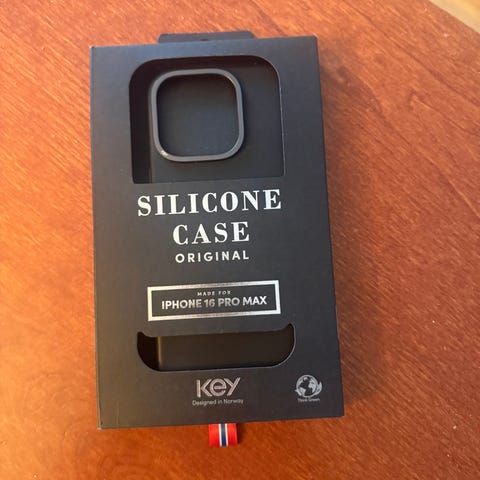 SILICONE
CASE
ORIGINAL
MADE FOR
IPHONE 16 PRO MAX
Key
Designed in Norway
Think Green